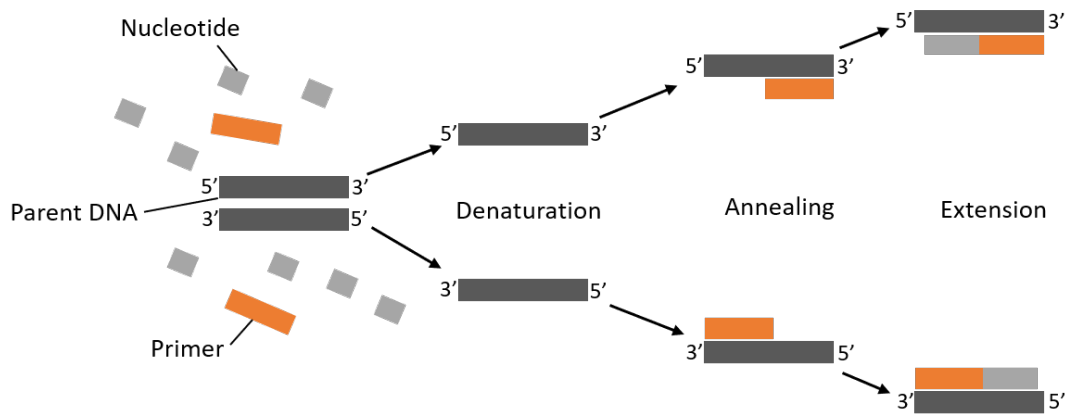 Nucleotide
5’ 3’
5’ 3’
5’ 3’
5’ 3’
Parent DNA
3’ 5’
Denaturation
Annealing
Extension
3’ 5’
Primer
3’ 5’
3’ 5’